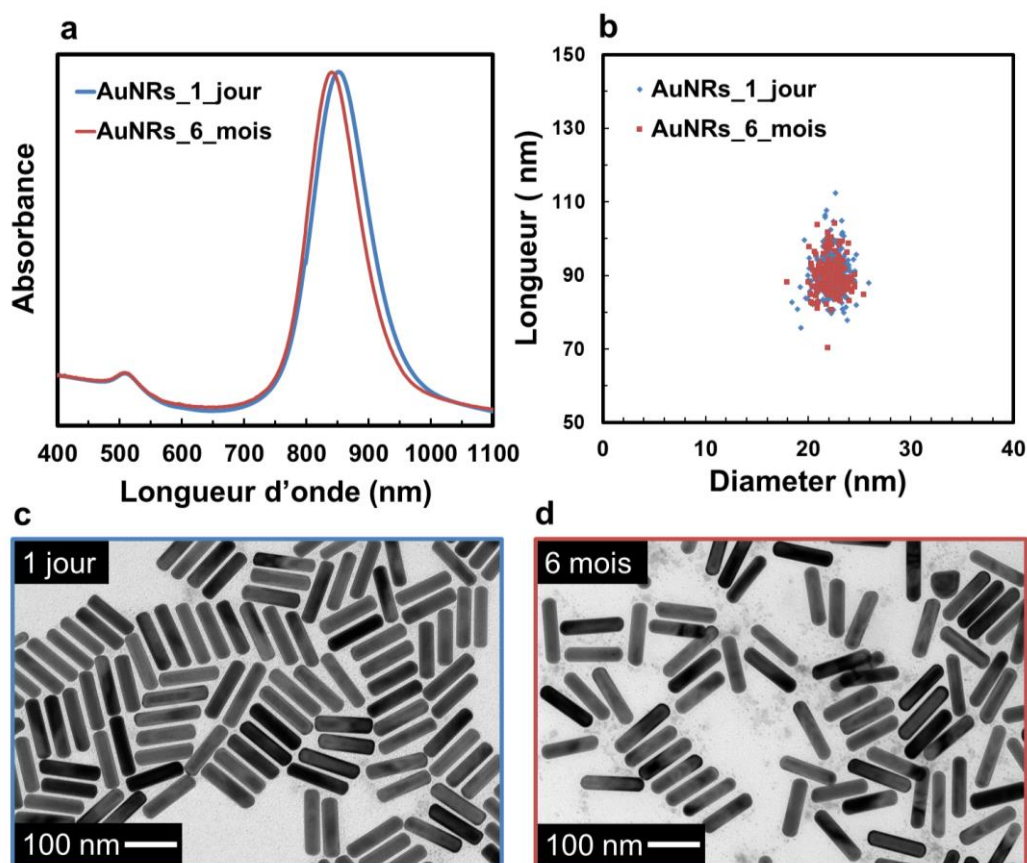 a
AuNRs_1_jour
AuNRs_6_mois
Absorbance
400 500 600 700 800 900 1000 1100
Longueur d’onde (nm)
b
150
130
110
90
70
50
AuNRs_1_jour
AuNRs_6_mois
Longueur ( nm)
0 10 20 30 40
Diameter (nm)
c
1 jour
100 nm
d
6 mois
100 nm